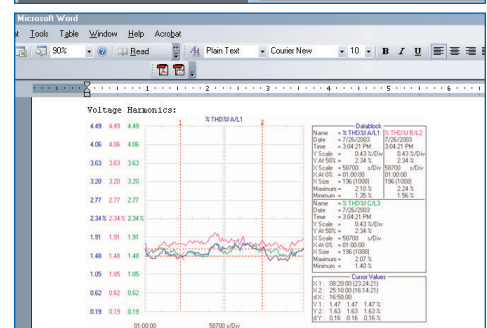 Microsoft Word
Tools Table Window Help Acrobat
90% Read Plain Text Courier New 10 B I U
1 2 3 4 5 6
Voltage Harmonics:
% THD%f A/L1
1 2
4.49 4.49 4.49
4.06 4.06 4.06
3.63 3.63 3.63
3.20 3.20 3.20
2.77 2.77 2.77
2.34 % 2.34 % 2.34 %
1.91 1.91 1.91
1.48 1.48 1.48
1.05 1.05 1.05
0.62 0.62 0.62
0.19 0.19 0.19
01:00:00 58700 s/Div
Datablock
Name = % THD%f A/L1 % THD%f B/L2
Date = 7/26/2003 7/26/2003
Time = 3:04:21 PM 3:04:21 PM
Y Scale = 0.43 %/Div 0.43 %/Div
Y At 50% = 2.34 % 2.34 %
X Scale = 58700 s/Div 58700 s/Div
X At 0% = 01:00:00 01:00:00
X Size = 196 (1008) 196 (1008)
Maximum = 2.10 % 2.24 %
Minimum = 1.35 % 1.56 %
Name = % THD%f C/L3
Date = 7/26/2003
Time = 3:04:21 PM
Y Scale = 0.43 %/Div
Y At 50% = 2.34 %
X Scale = 58700 s/Div
X At 0% = 01:00:00
X Size = 196 (1008)
Maximum = 2.07 %
Minimum = 1.40 %
Cursor Values
X1: 08:20:00 (23:24:21)
X2: 25:10:00 (16:14:21)
dX: 16:50:00
Y1: 1.47 1.47 1.47 %
Y2: 1.63 1.63 1.63 %
dY: 0.16 0.16 0.16 %